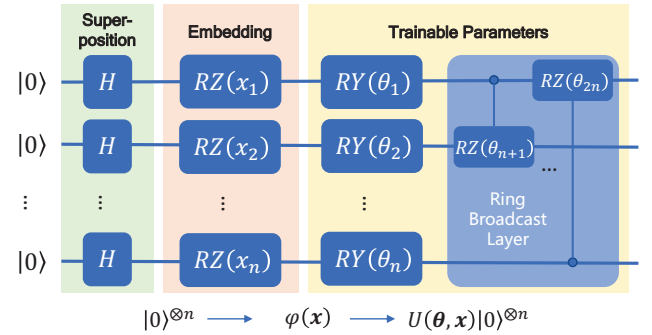 Super-
position
Embedding
Trainable Parameters
|0⟩ H RZ(x₁) RY(θ₁) RZ(θ₂ₙ)
|0⟩ H RZ(x₂) RY(θ₂) RZ(θₙ₊₁)
...
⋮ ⋮ ⋮ ⋮
Ring
Broadcast
Layer
|0⟩ H RZ(xₙ) RY(θₙ)
|0⟩^⊗n → φ(𝒙) → U(𝜽, 𝒙)|0⟩^⊗n